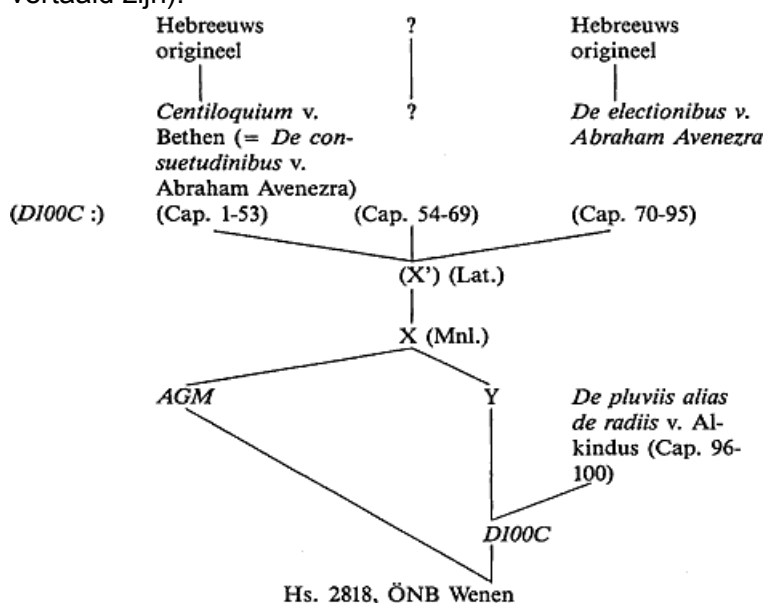 vertaald zijn).
Hebreeuws ? Hebreeuws
origineel origineel
Centiloquium v. ? De electionibus v.
Bethen (= De con- Abraham Avenezra
suetudinibus v.
Abraham Avenezra)
(D100C :) (Cap. 1-53) (Cap. 54-69) (Cap. 70-95)
(X’) (Lat.)
X (Mnl.)
AGM Y De pluviis alias
de radiis v. Al-
kindus (Cap. 96-
100)
D100C
Hs. 2818, ÖNB Wenen